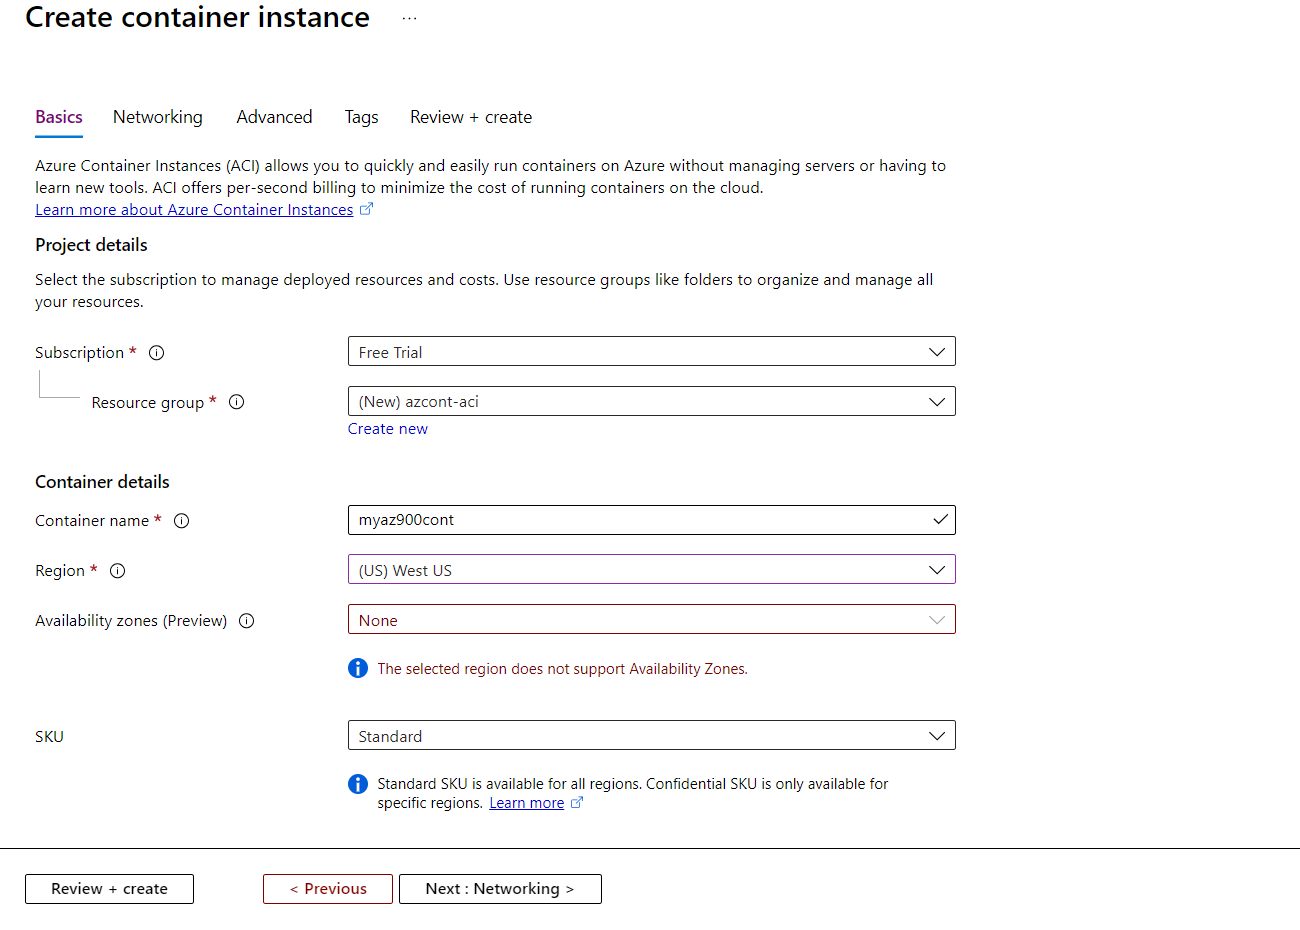 Create container instance ...
Basics Networking Advanced Tags Review + create
Azure Container Instances (ACI) allows you to quickly and easily run containers on Azure without managing servers or having to
learn new tools. ACI offers per-second billing to minimize the cost of running containers on the cloud.
Learn more about Azure Container Instances
Project details
Select the subscription to manage deployed resources and costs. Use resource groups like folders to organize and manage all
your resources.
Subscription * Free Trial
Resource group * (New) azcont-aci
Create new
Container details
Container name * myaz900cont
Region * (US) West US
Availability zones (Preview) None
The selected region does not support Availability Zones.
SKU Standard
Standard SKU is available for all regions. Confidential SKU is only available for
specific regions. Learn more
Review + create < Previous Next : Networking >